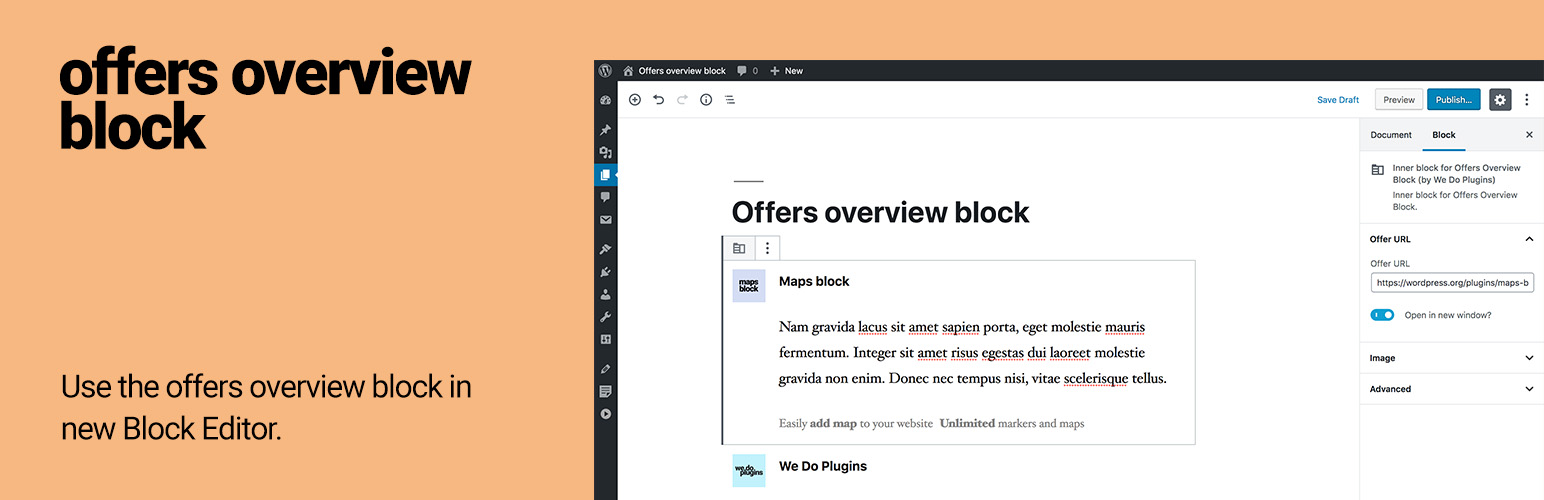 offers overview
block
Use the offers overview block in
new Block Editor.
Offers overview block
0
New
Save Draft
Preview
Publish...
Document
Block
Inner block for Offers Overview
Block (by We Do Plugins)
Inner block for Offers Overview
Block.
Offer URL
Offer URL
https://wordpress.org/plugins/maps-b
Open in new window?
Image
Advanced
Offers overview block
maps
block
Maps block
Nam gravida lacus sit amet sapien porta, eget molestie mauris
fermentum. Integer sit amet risus egestas dui laoreet molestie
gravida non enim. Donec nec tempus nisi, vitae scelerisque tellus.
Easily add map to your website Unlimited markers and maps
we.do.
plugins
We Do Plugins